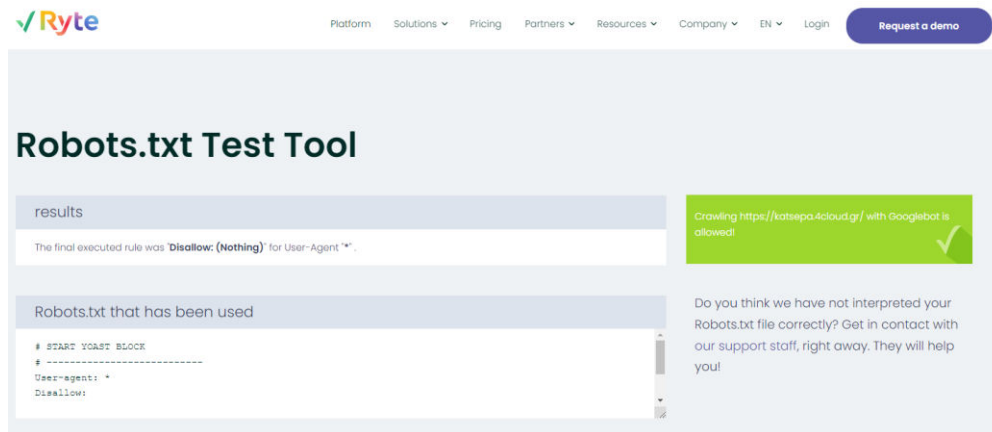 Ryte
Platform Solutions Pricing Partners Resources Company EN Login Request a demo
Robots.txt Test Tool
results
The final executed rule was "Disallow: (Nothing)" for User-Agent "*" .
Crawling https://katsepa.4cloud.gr/ with Googlebot is
allowed!
Robots.txt that has been used
# START YOAST BLOCK
# ---------------------------
User-agent: *
Disallow:
Do you think we have not interpreted your
Robots.txt file correctly? Get in contact with
our support staff, right away. They will help
you!